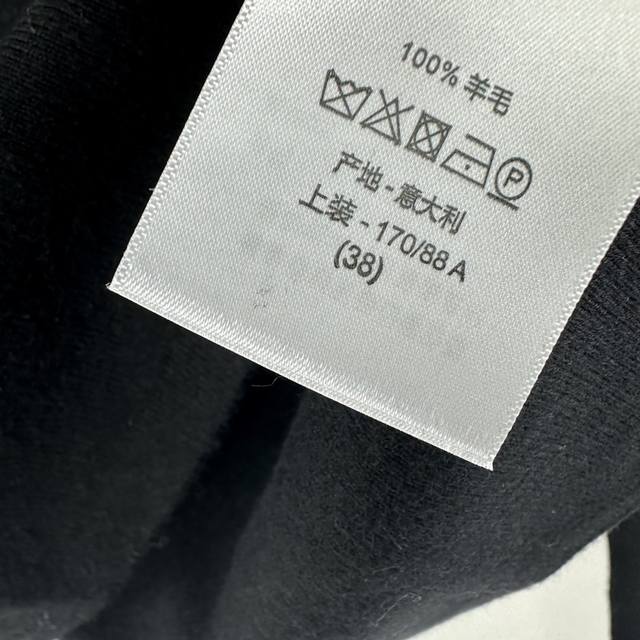 100% 羊毛
P
产地 - 意大利
上装 - 170/88 A
(38)